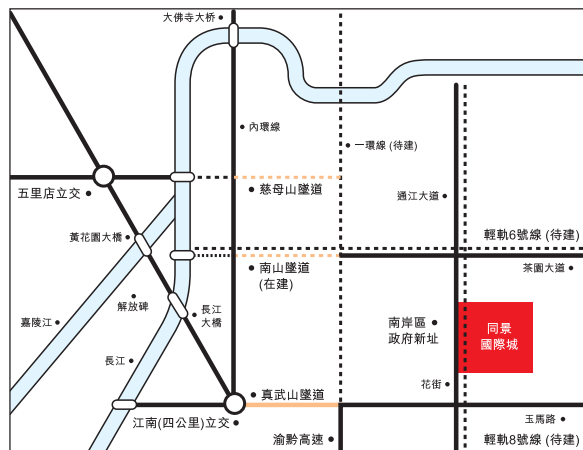 大佛寺大桥
內環線
一環線 (待建)
五里店立交
慈母山墜道
通江大道
黃花園大橋
輕軌6號線 (待建)
南山墜道
(在建)
茶園大道
解放碑
長江
大橋
嘉陵江
南岸區
政府新址
同景
國際城
長江
花街
真武山墜道
江南(四公里)立交
玉馬路
渝黔高速
輕軌8號線 (待建)